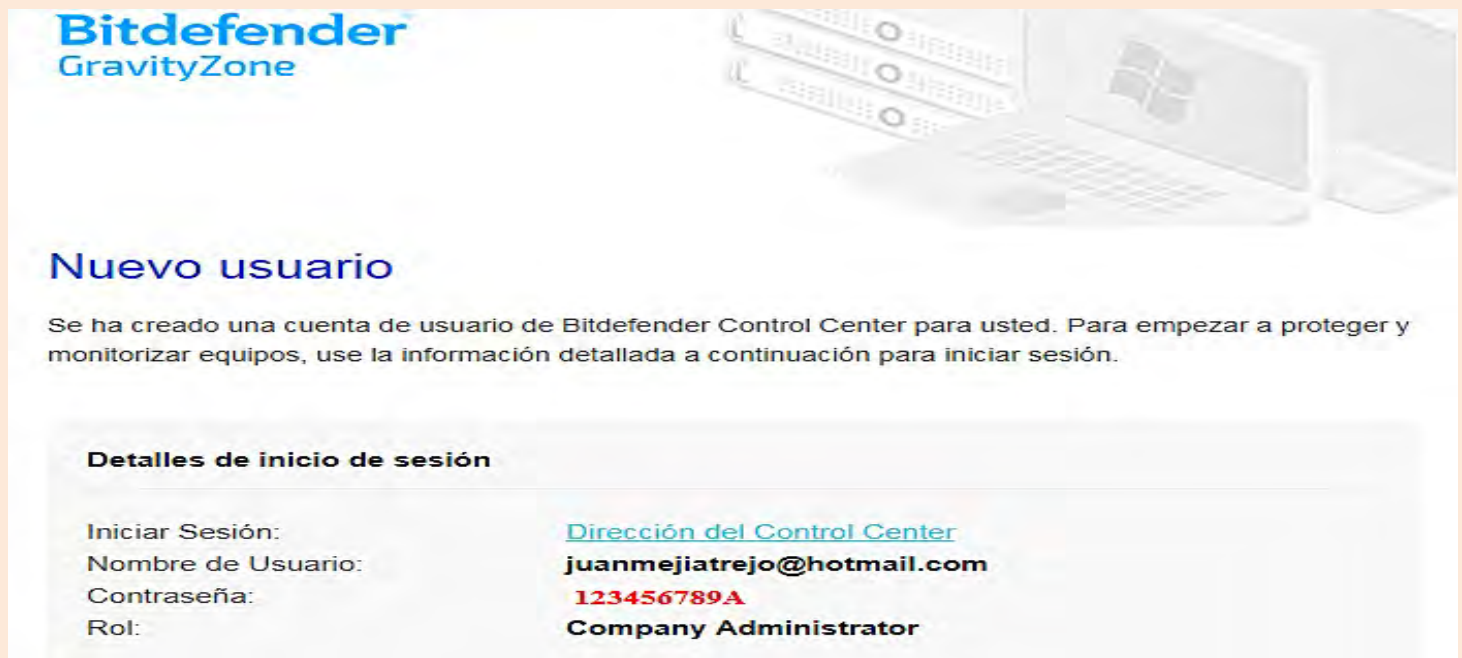 Bitdefender
GravityZone
Nuevo usuario
Se ha creado una cuenta de usuario de Bitdefender Control Center para usted. Para empezar a proteger y
monitorizar equipos, use la información detallada a continuación para iniciar sesión.
Detalles de inicio de sesión
Iniciar Sesión: Dirección del Control Center
Nombre de Usuario: juanmejiatrejo@hotmail.com
Contraseña: 123456789A
Rol: Company Administrator